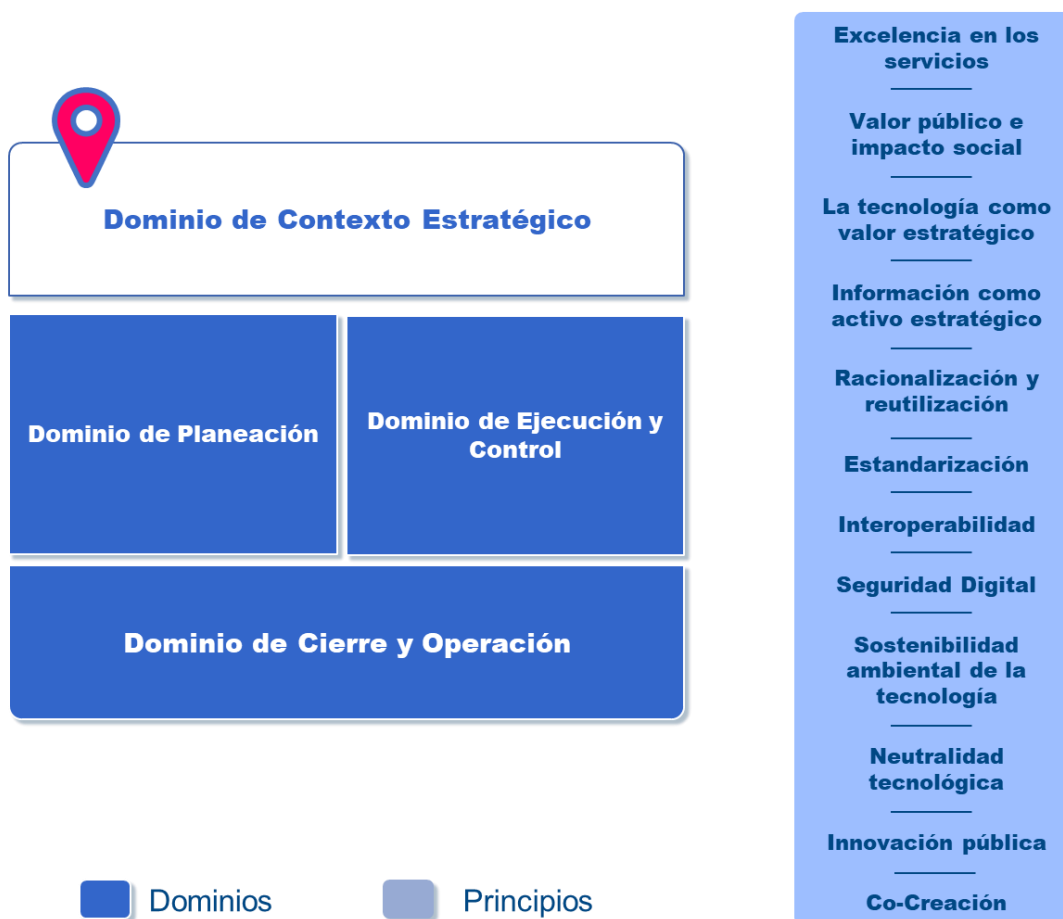 Dominio de Contexto Estratégico
Dominio de Planeación
Dominio de Ejecución y
Control
Dominio de Cierre y Operación
Dominios
Principios
Excelencia en los
servicios
Valor público e
impacto social
La tecnología como
valor estratégico
Información como
activo estratégico
Racionalización y
reutilización
Estandarización
Interoperabilidad
Seguridad Digital
Sostenibilidad
ambiental de la
tecnología
Neutralidad
tecnológica
Innovación pública
Co-Creación